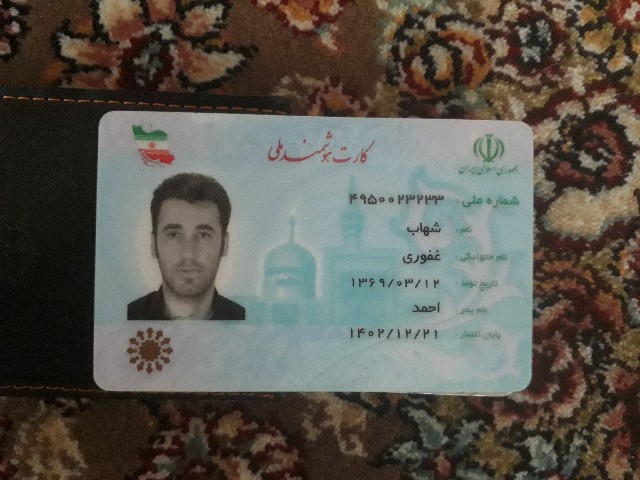 کارت هوشمند ملی
جمهوری اسلامی ایران
شماره ملی: ۴۹۵۰۰۲۳۲۳۳
نام: شهاب
نام خانوادگی: غفوری
تاریخ تولد: ۱۳۶۹/۰۳/۱۲
نام پدر: احمد
پایان اعتبار: ۱۴۰۲/۱۲/۲۱